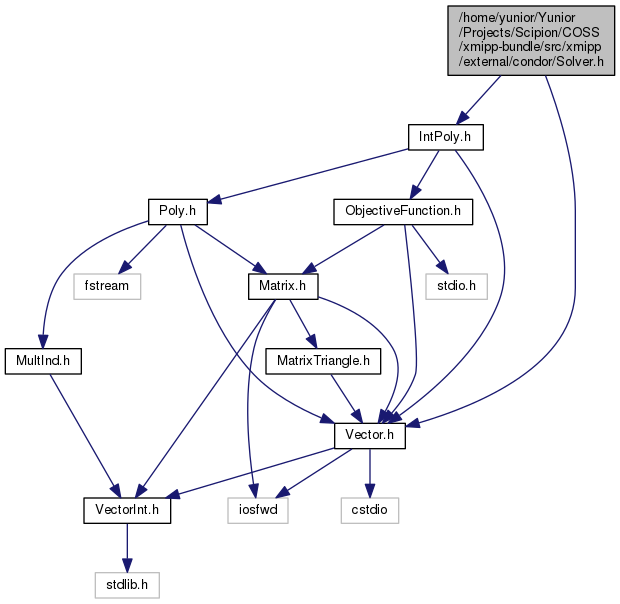 /home/yunior/Yunior
/Projects/Scipion/COSS
/xmipp-bundle/src/xmipp
/external/condor/Solver.h
IntPoly.h
Poly.h
ObjectiveFunction.h
fstream
Matrix.h
stdio.h
MultInd.h
MatrixTriangle.h
Vector.h
VectorInt.h
iosfwd
cstdio
stdlib.h